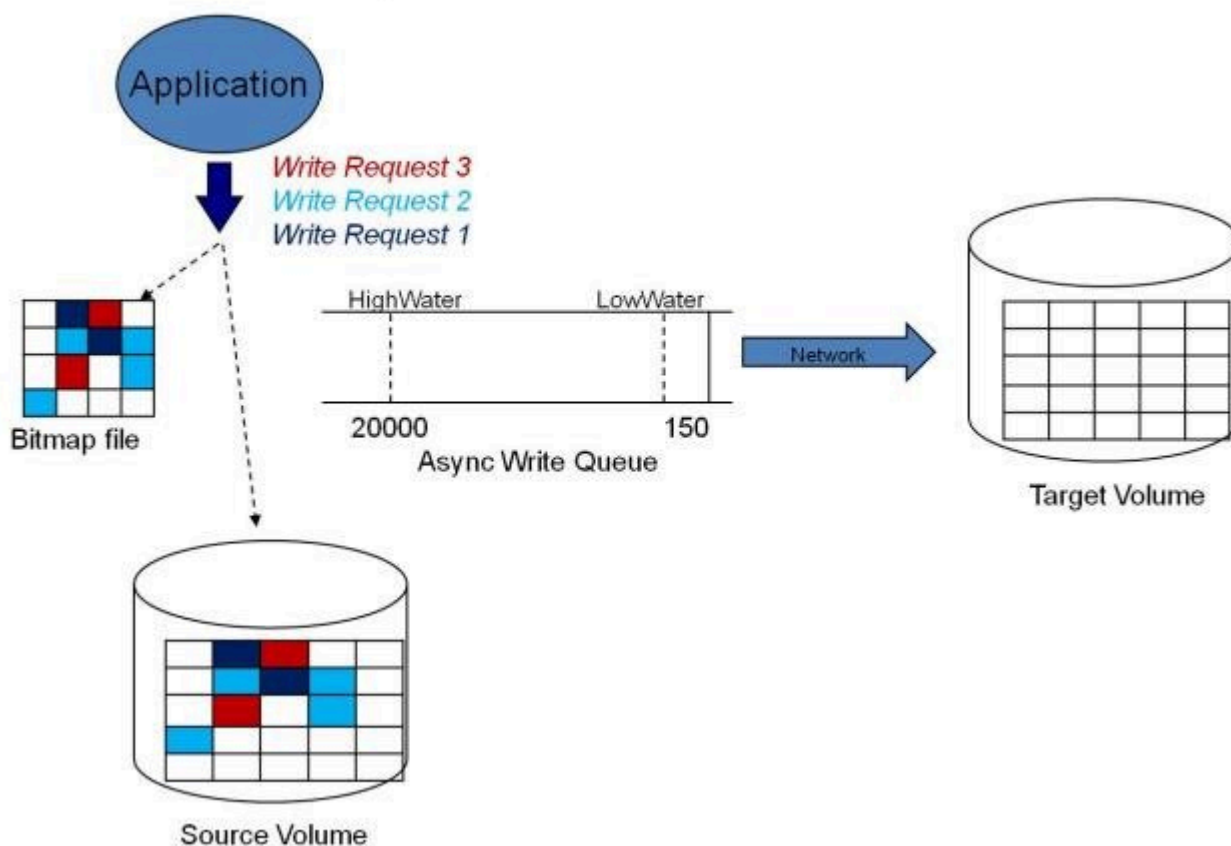 Application
Write Request 3
Write Request 2
Write Request 1
HighWater
LowWater
Network
20000
150
Bitmap file
Async Write Queue
Target Volume
Source Volume